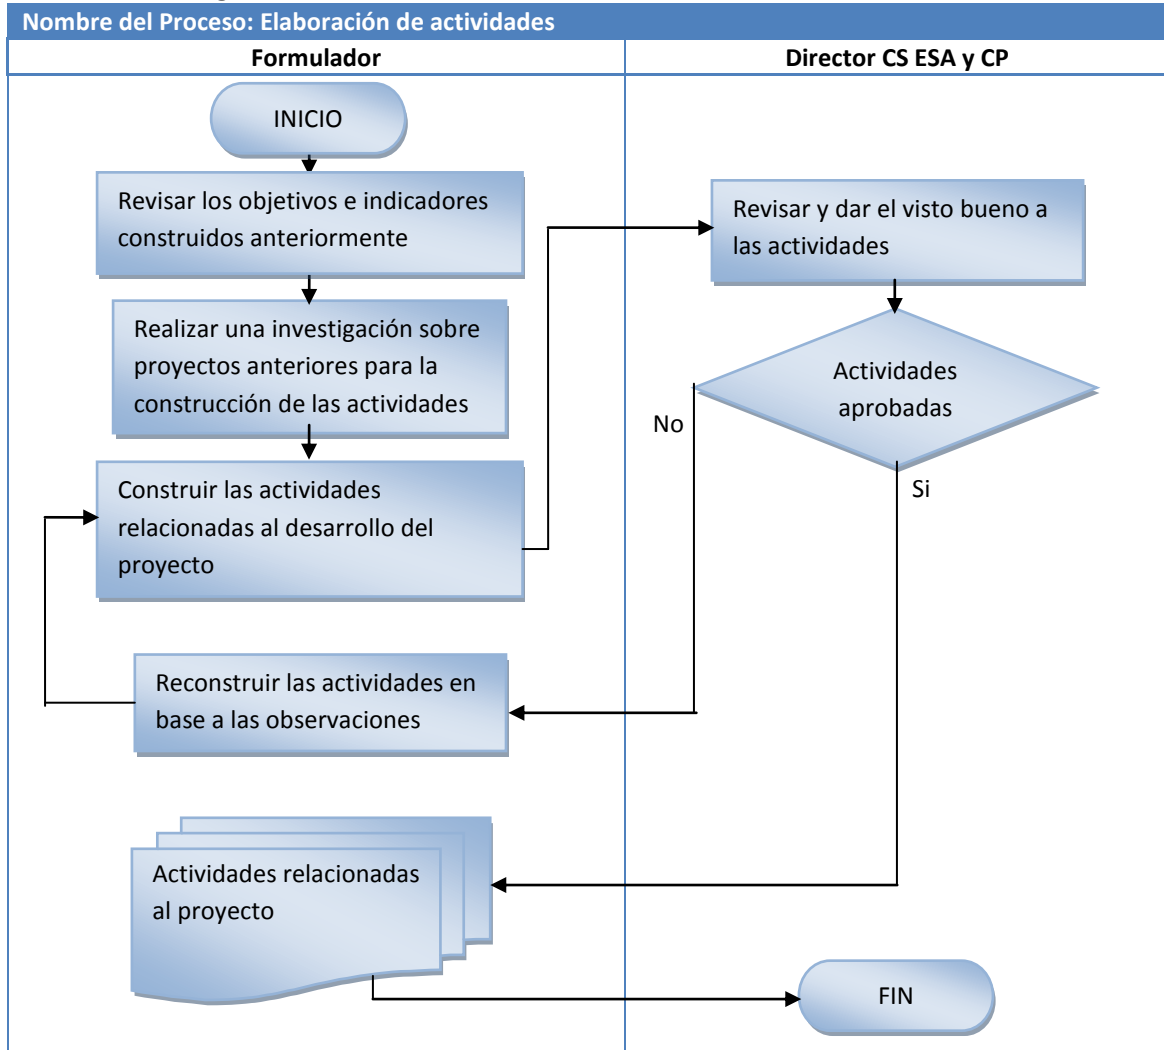 Nombre del Proceso: Elaboración de actividades
Formulador
Director CS ESA y CP
INICIO
Revisar los objetivos e indicadores
construidos anteriormente
Realizar una investigación sobre
proyectos anteriores para la
construcción de las actividades
Construir las actividades
relacionadas al desarrollo del
proyecto
Revisar y dar el visto bueno a
las actividades
Actividades
aprobadas
No
Si
Reconstruir las actividades en
base a las observaciones
Actividades relacionadas
al proyecto
FIN